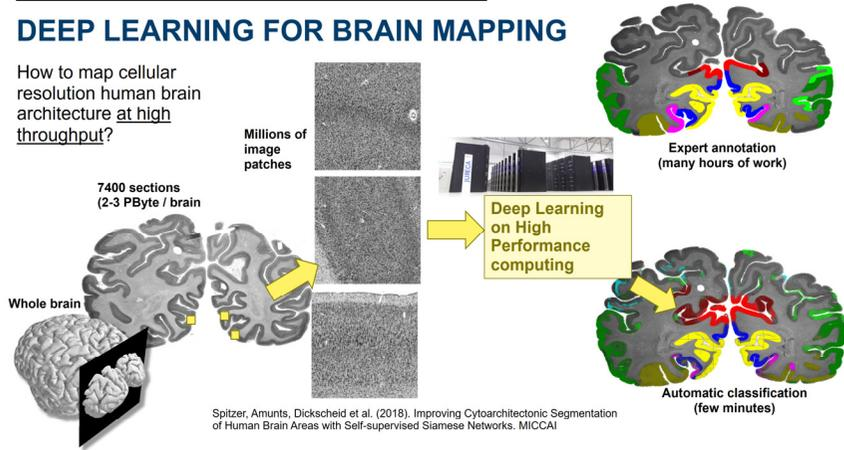 DEEP LEARNING FOR BRAIN MAPPING
How to map cellular
resolution human brain
architecture at high
throughput?
Millions of
image
patches
7400 sections
(2-3 PByte / brain
Whole brain
JURECA
Deep Learning
on High
Performance
computing
Expert annotation
(many hours of work)
Automatic classification
(few minutes)
Spitzer, Amunts, Dickscheid et al. (2018). Improving Cytoarchitectonic Segmentation
of Human Brain Areas with Self-supervised Siamese Networks. MICCAI